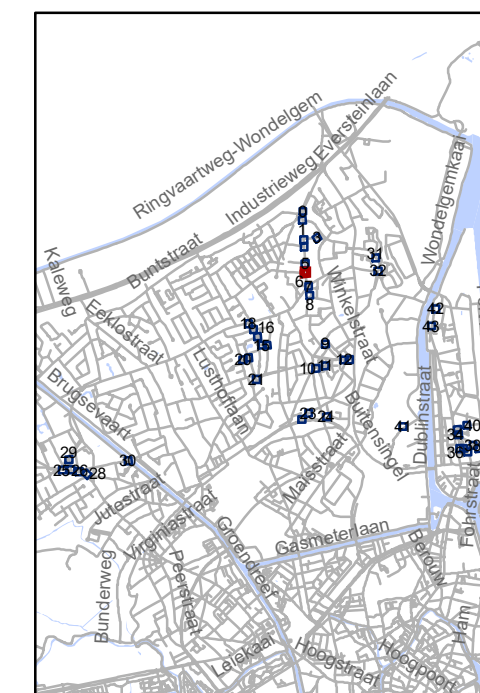 Ringvaartweg-Wondelgem
Industrieweg
Eversteinlaan
Wondelgemkaai
Kaleweg
Buntstraat
31
32
6
8
Winkelstraat
Eeklostraat
42
43
16
9
10
11
Lusthoflaan
Brugsevaart
Buitensingel
Dublinstraat
23
24
41
40
29
30
28
Maisstraat
Jutestraat
Virginiastraat
Groendreef
Gasmeterlaan
Fohrstraat
Bunderweg
Peerstraat
Ham
Leiekaai
Hoogstraat
Hoogpoort